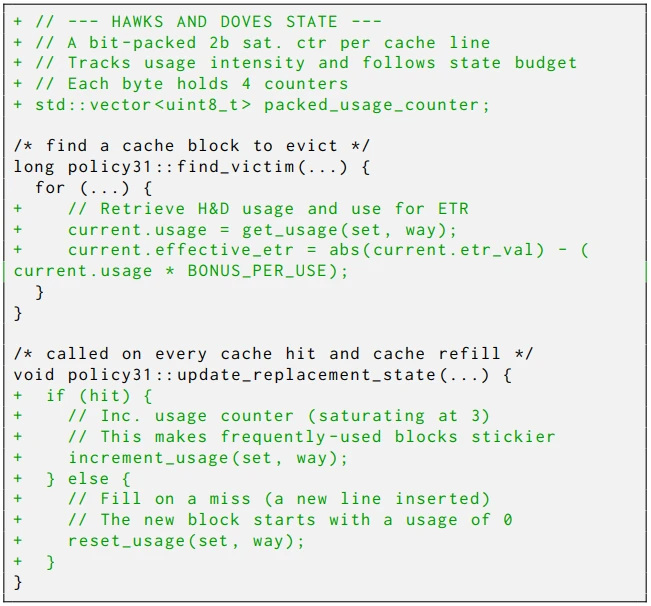 + // --- HAWKS AND DOVES STATE ---
+ // A bit-packed 2b sat. ctr per cache line
+ // Tracks usage intensity and follows state budget
+ // Each byte holds 4 counters
+ std::vector<uint8_t> packed_usage_counter;

/* find a cache block to evict */
long policy31::find_victim(...) {
  for (...) {
+    // Retrieve H&D usage and use for ETR
+    current.usage = get_usage(set, way);
+    current.effective_etr = abs(current.etr_val) - (
current.usage * BONUS_PER_USE);
  }
}

/* called on every cache hit and cache refill */
void policy31::update_replacement_state(...) {
+  if (hit) {
+    // Inc. usage counter (saturating at 3)
+    // This makes frequently-used blocks stickier
+    increment_usage(set, way);
+  } else {
+    // Fill on a miss (a new line inserted)
+    // The new block starts with a usage of 0
+    reset_usage(set, way);
+  }
}